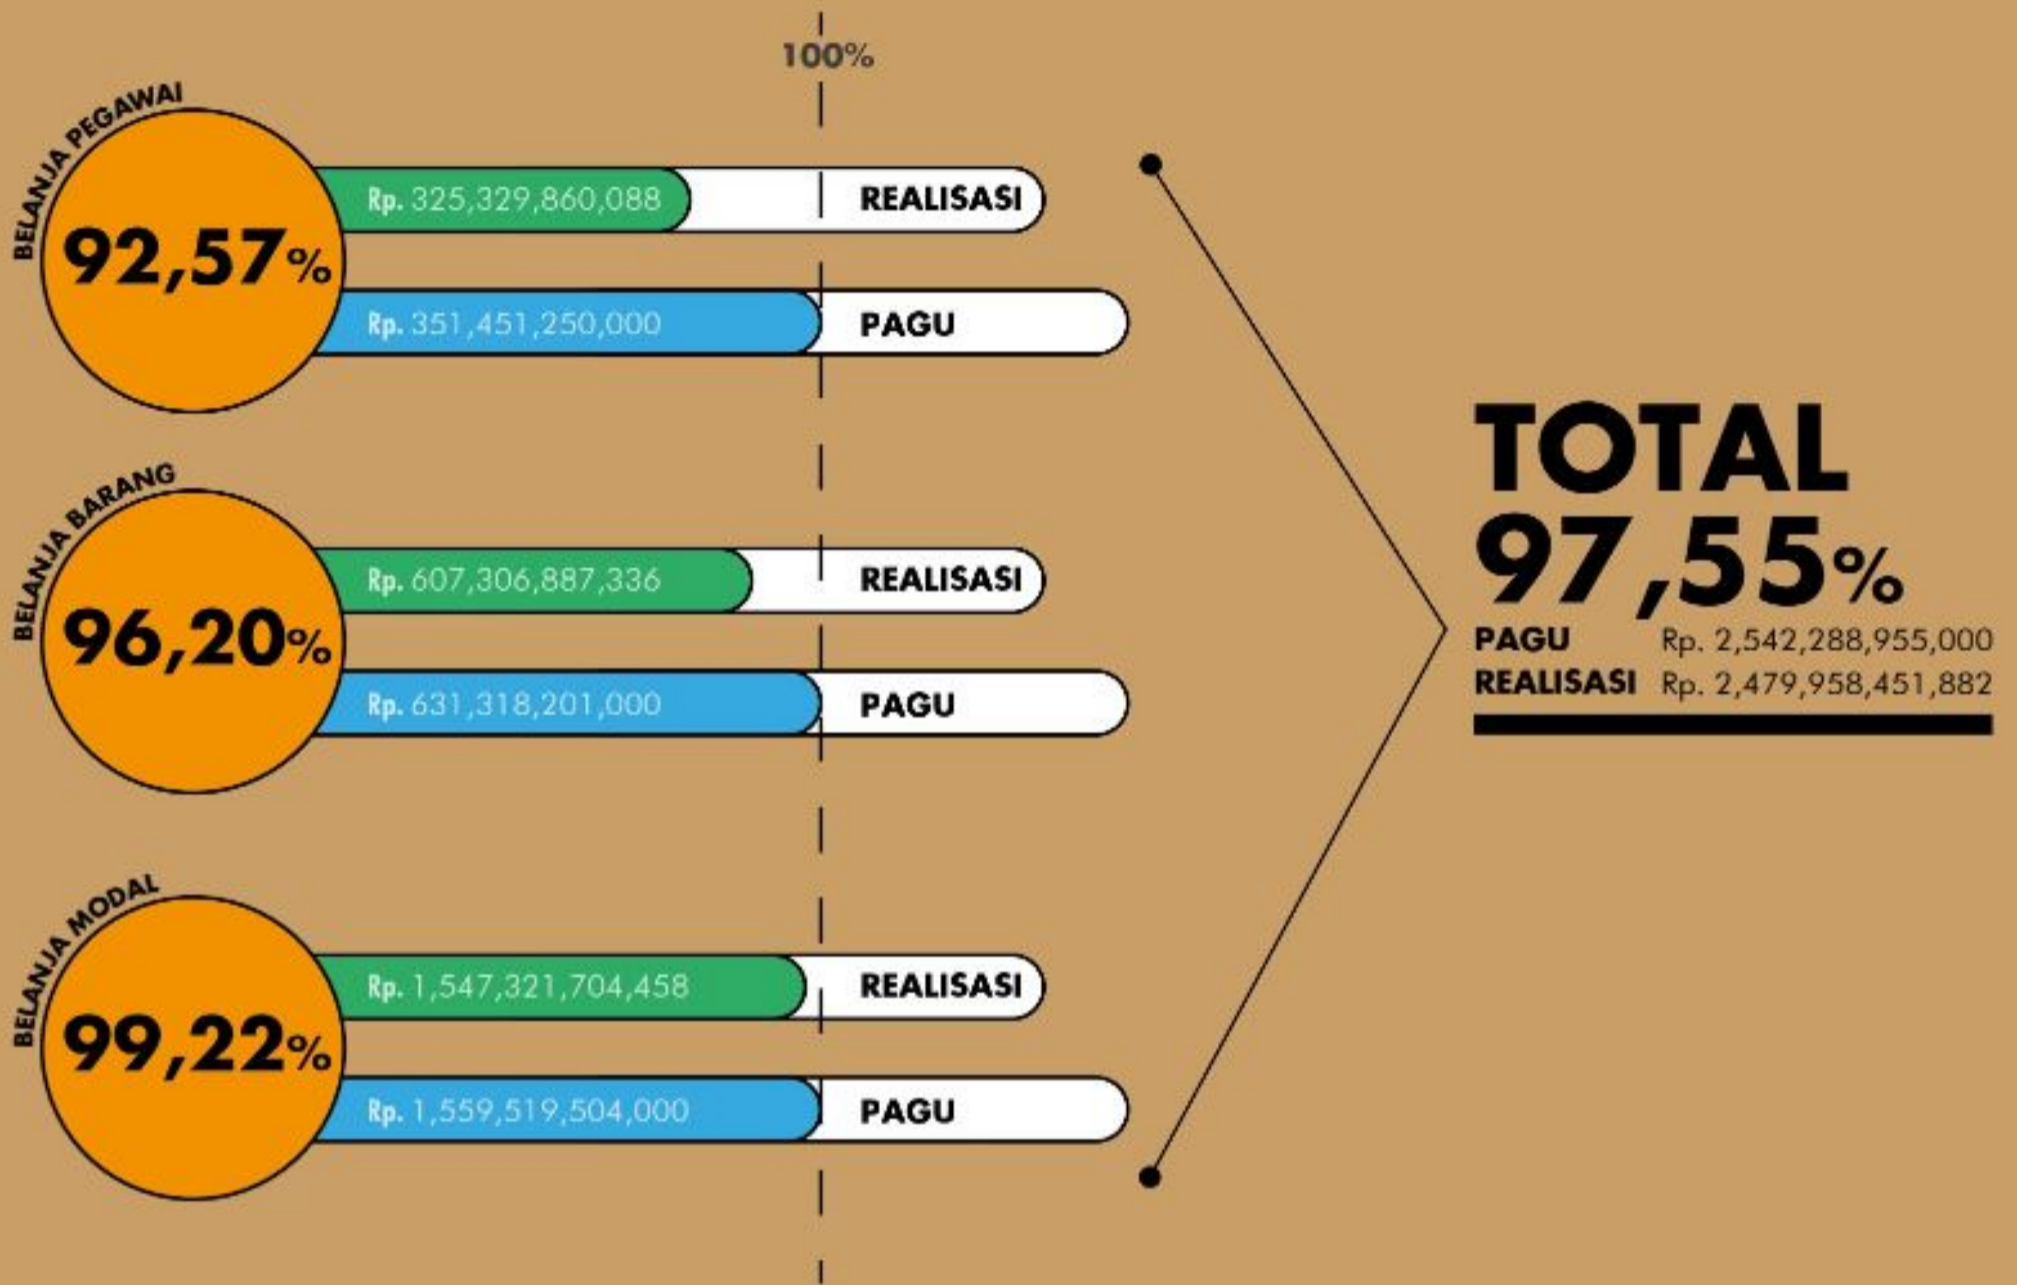 100%
BELANJA PEGAWAI
92,57%
Rp. 325,329,860,088 REALISASI
Rp. 351,451,250,000 PAGU
BELANJA BARANG
96,20%
Rp. 607,306,887,336 REALISASI
Rp. 631,318,201,000 PAGU
BELANJA MODAL
99,22%
Rp. 1,547,321,704,458 REALISASI
Rp. 1,559,519,504,000 PAGU
TOTAL
97,55%
PAGU Rp. 2,542,288,955,000
REALISASI Rp. 2,479,958,451,882